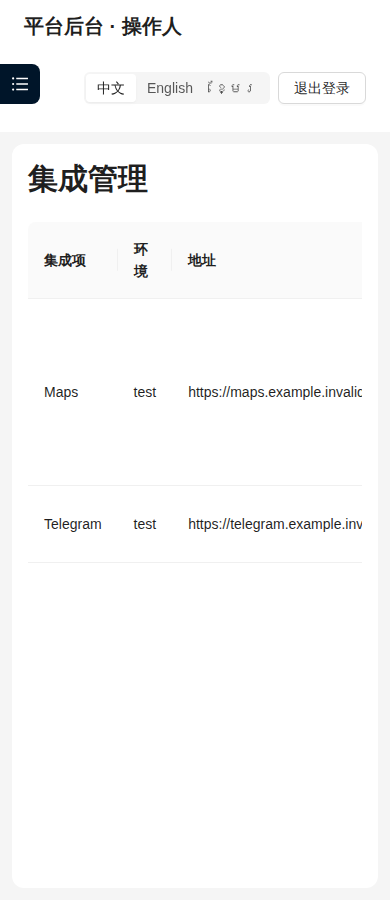 平台后台 · 操作人
中文 English ខ្មែរ 退出登录
集成管理
集成项 环境 地址
Maps test https://maps.example.invalid
Telegram test https://telegram.example.inv